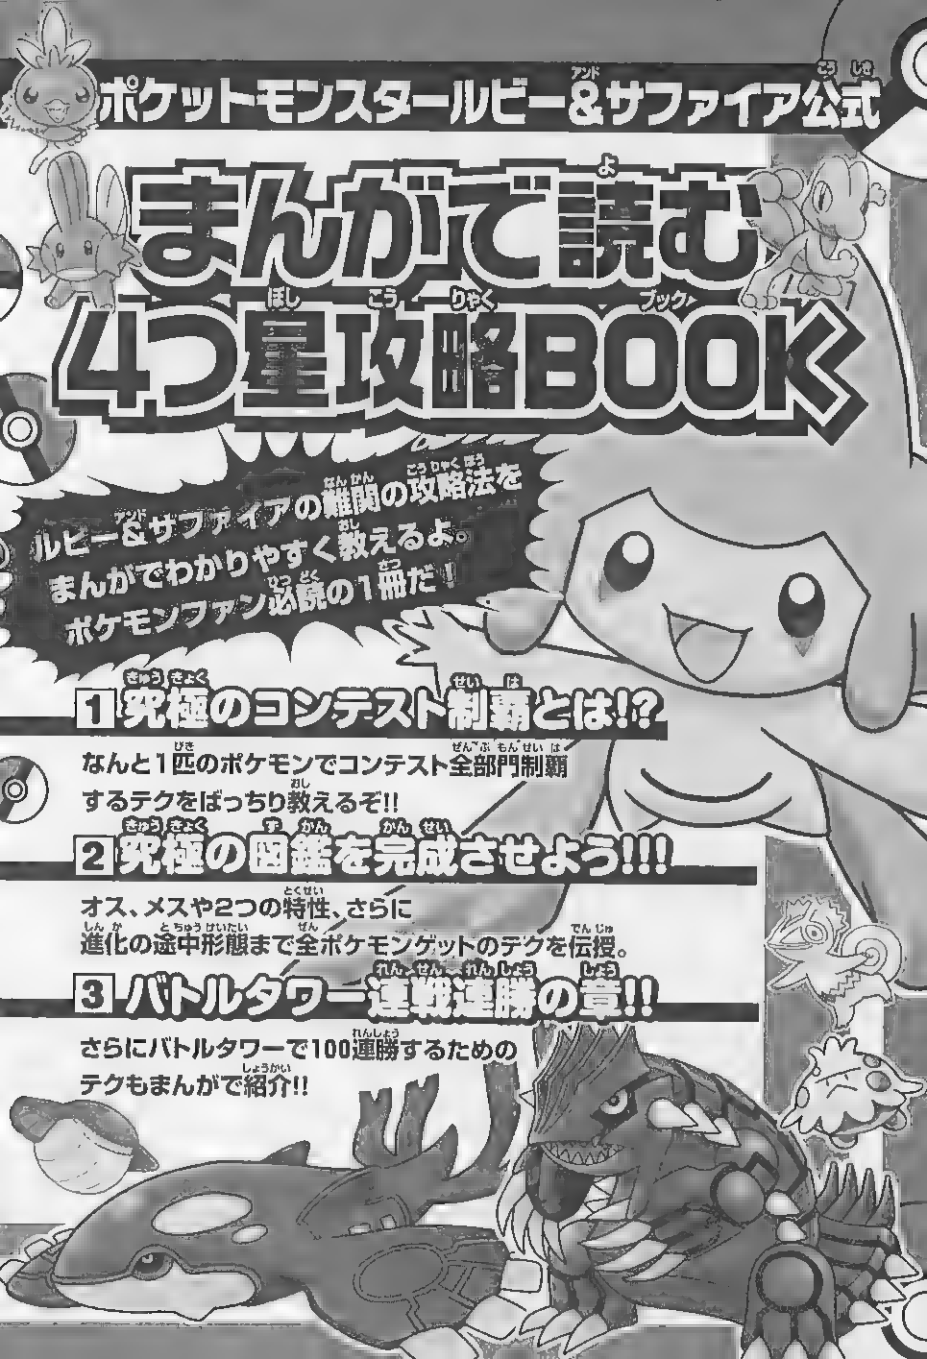 ポケットモンスタールビー&サファイア公式
まんがで読む
4つ星攻略BOOK
ルビー&サファイアの難関の攻略法を
まんがでわかりやすく教えるよ。
ポケモンファン必読の1冊だ!
1 究極のコンテスト制覇とは!?
なんと1匹のポケモンでコンテスト全部門制覇
するテクをばっちり教えるぞ!!
2 究極の図鑑を完成させよう!!!
オス、メスや2つの特性、さらに
進化の途中形態まで全ポケモンゲットのテクを伝授。
3 バトルタワー連戦連勝の章!!
さらにバトルタワーで100連勝するための
テクもまんがで紹介!!